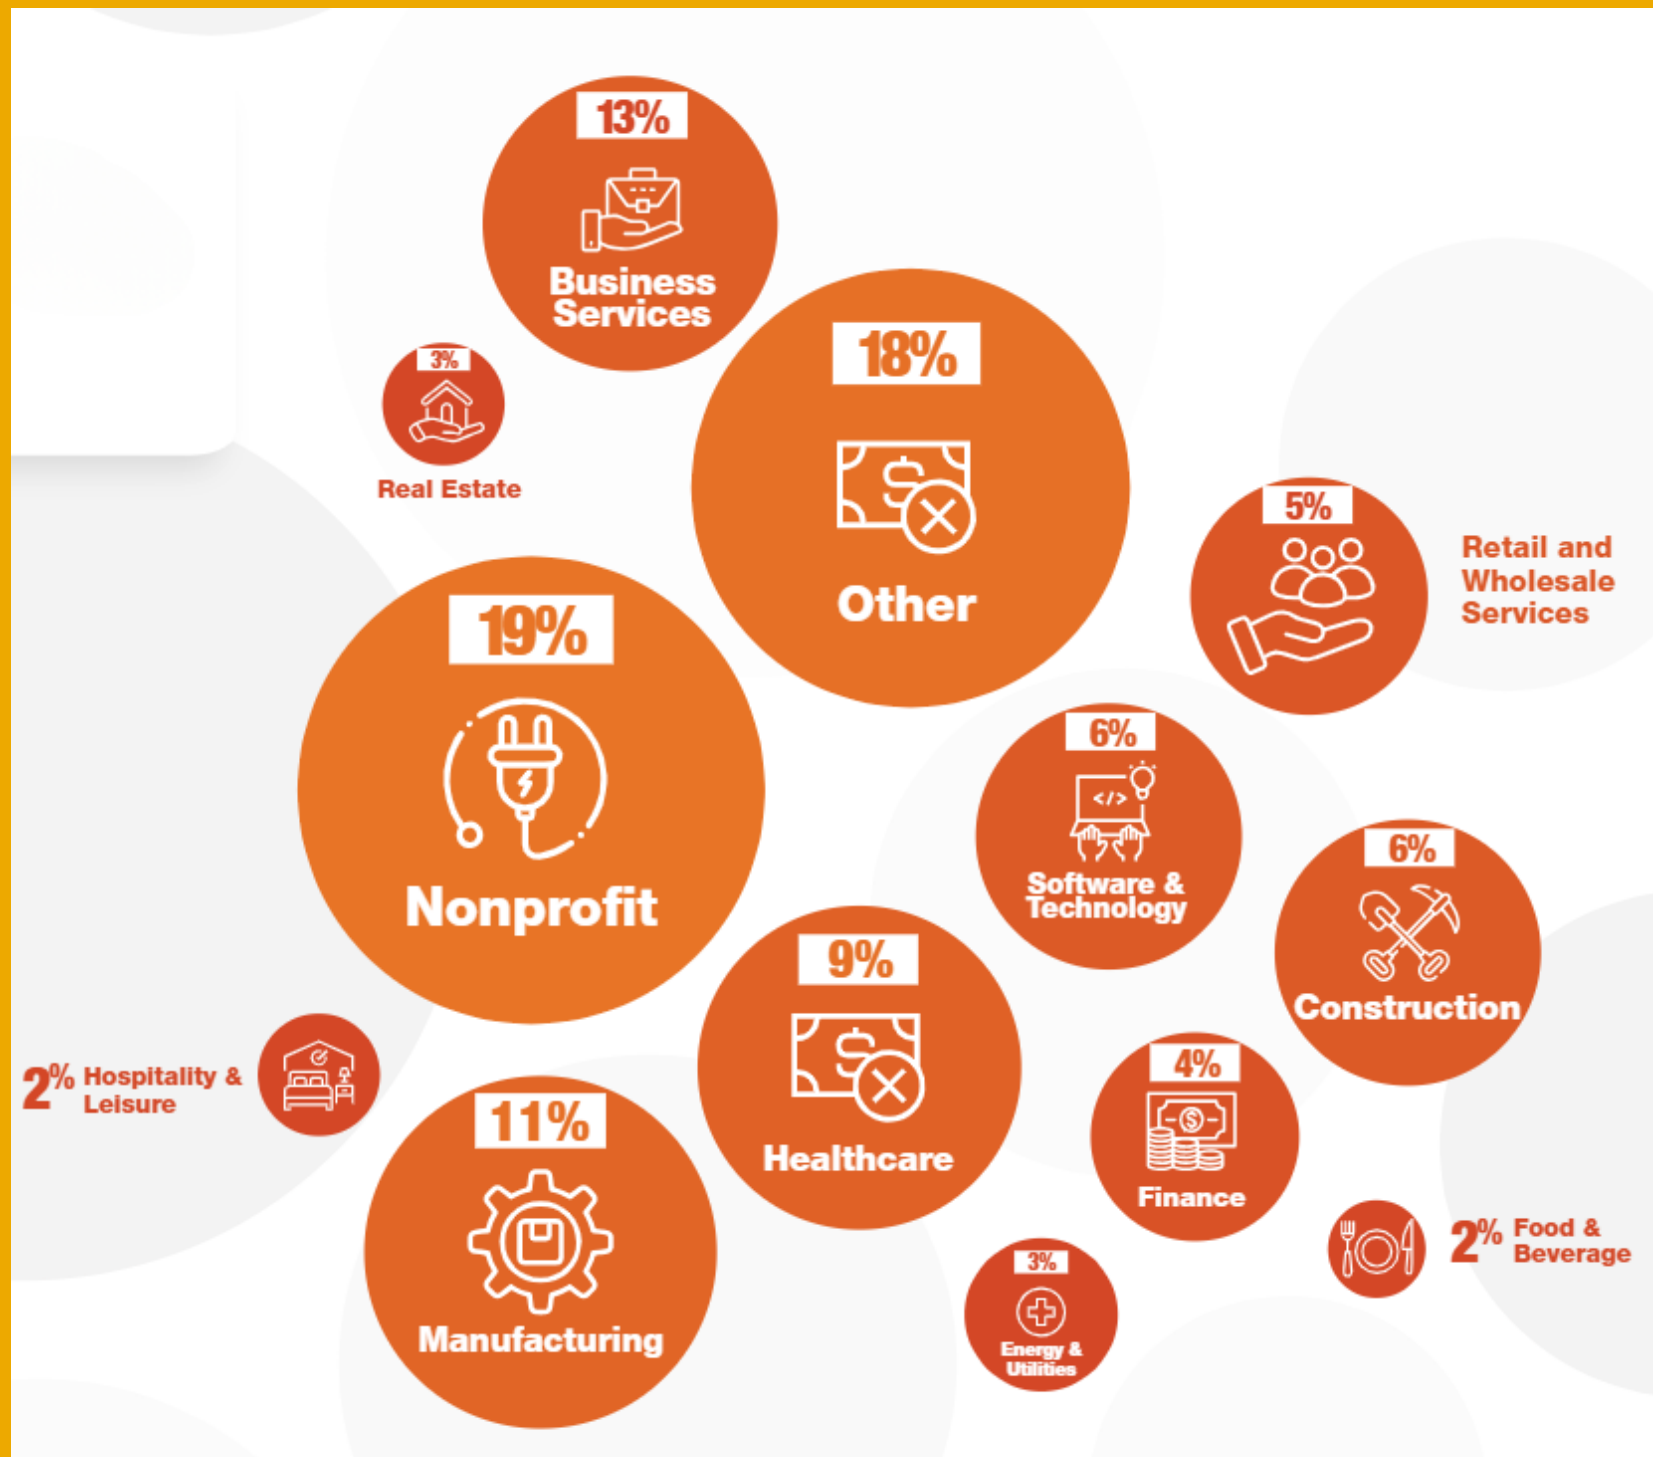 13%
Business
Services
3%
Real Estate
18%
$
Other
5%
Retail and
Wholesale
Services
19%
Nonprofit
6%
</>
Software &
Technology
6%
Construction
9%
$
Healthcare
2% Hospitality &
Leisure
11%
Manufacturing
4%
$
Finance
3%
Energy &
Utilities
2% Food &
Beverage